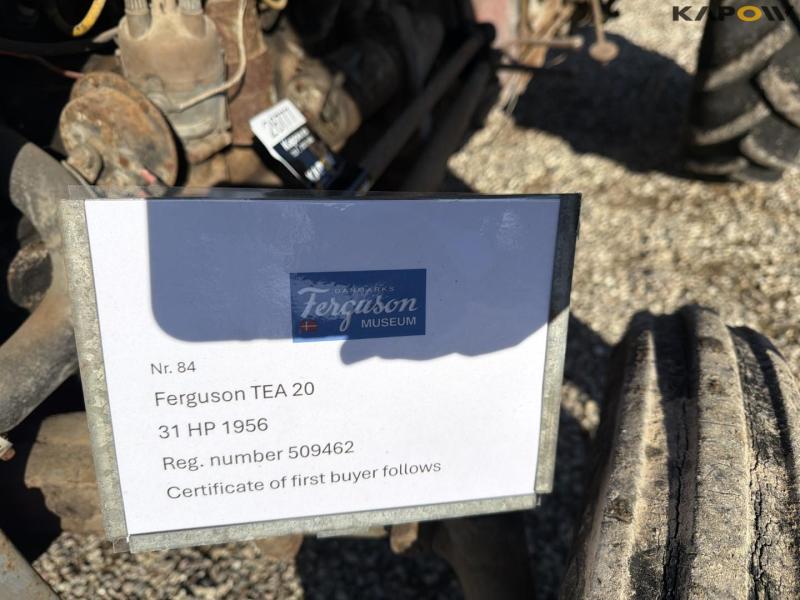 KAPOW
DANMARKS
Ferguson
MUSEUM
Nr. 84
Ferguson TEA 20
31 HP 1956
Reg. number 509462
Certificate of first buyer follows